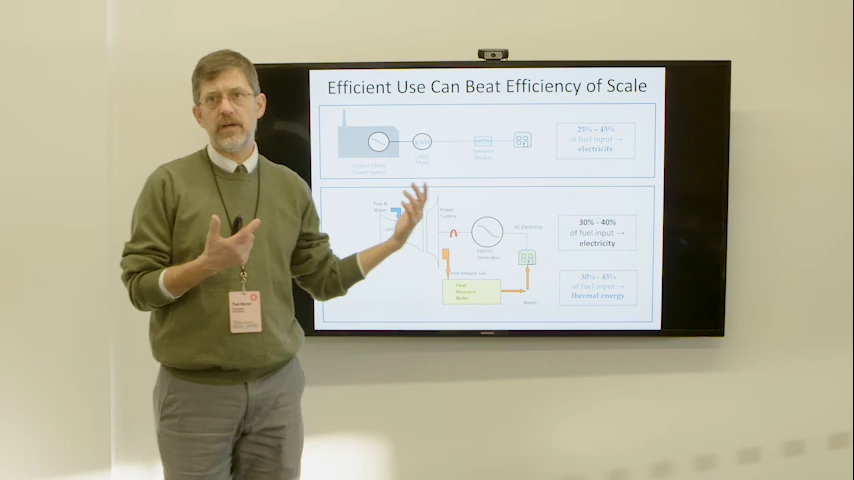 Efficient Use Can Beat Efficiency of Scale
25% - 45%
of fuel input →
electricity
Fuel &
Water
Power
Turbine
AC Electricity
Electric
Generator
Heat
Recovery
Boiler
Steam
30% - 40%
of fuel input →
electricity
30% - 45%
of fuel input →
thermal energy